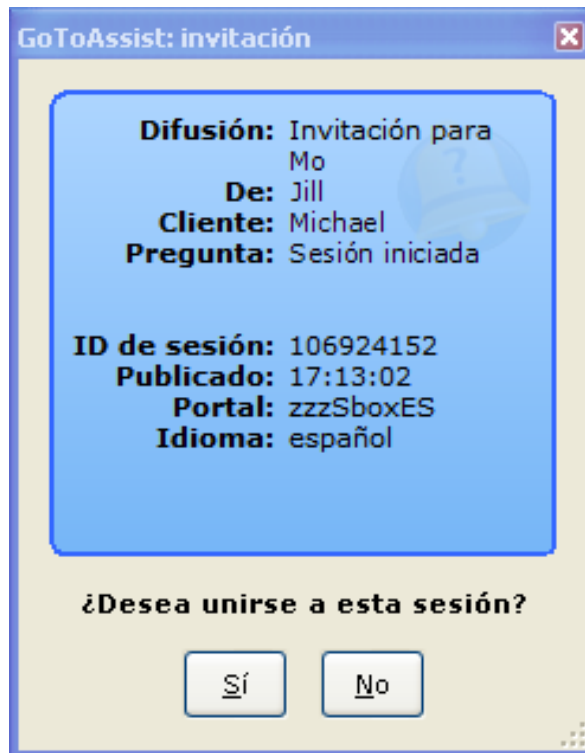 GoToAssist: invitación
Difusión: Invitación para
Mo
De: Jill
Cliente: Michael
Pregunta: Sesión iniciada
ID de sesión: 106924152
Publicado: 17:13:02
Portal: zzzSboxES
Idioma: español
¿Desea unirse a esta sesión?
Sí No